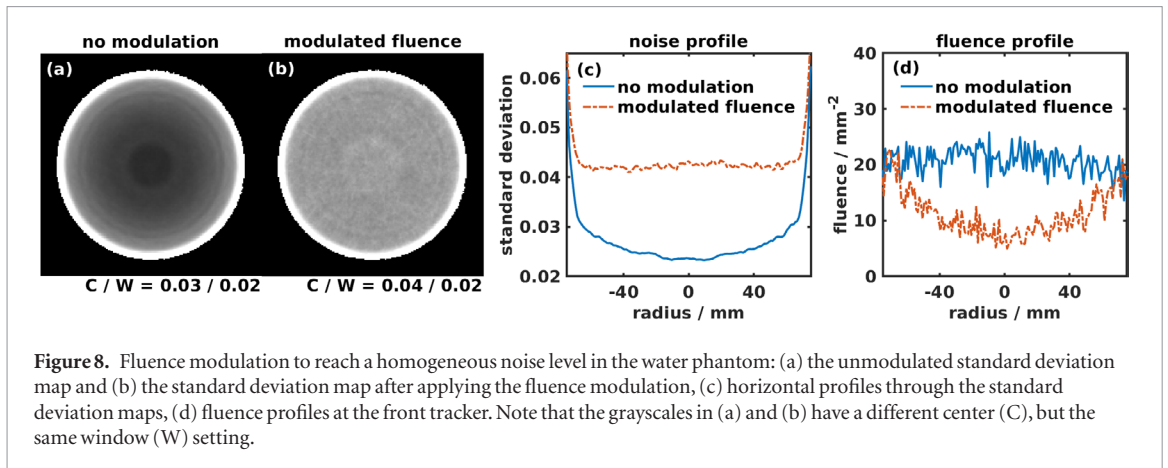 no modulation
modulated fluence
noise profile
fluence profile
(a)
(b)
(c)
(d)
no modulation
modulated fluence
no modulation
modulated fluence
standard deviation
0.06
0.05
0.04
0.03
0.02
-40
0
40
radius / mm
fluence / mm-2
40
30
20
10
0
-40
0
40
radius / mm
C / W = 0.03 / 0.02
C / W = 0.04 / 0.02
Figure 8. Fluence modulation to reach a homogeneous noise level in the water phantom: (a) the unmodulated standard deviation
map and (b) the standard deviation map after applying the fluence modulation, (c) horizontal profiles through the standard
deviation maps, (d) fluence profiles at the front tracker. Note that the grayscales in (a) and (b) have a different center (C), but the
same window (W) setting.